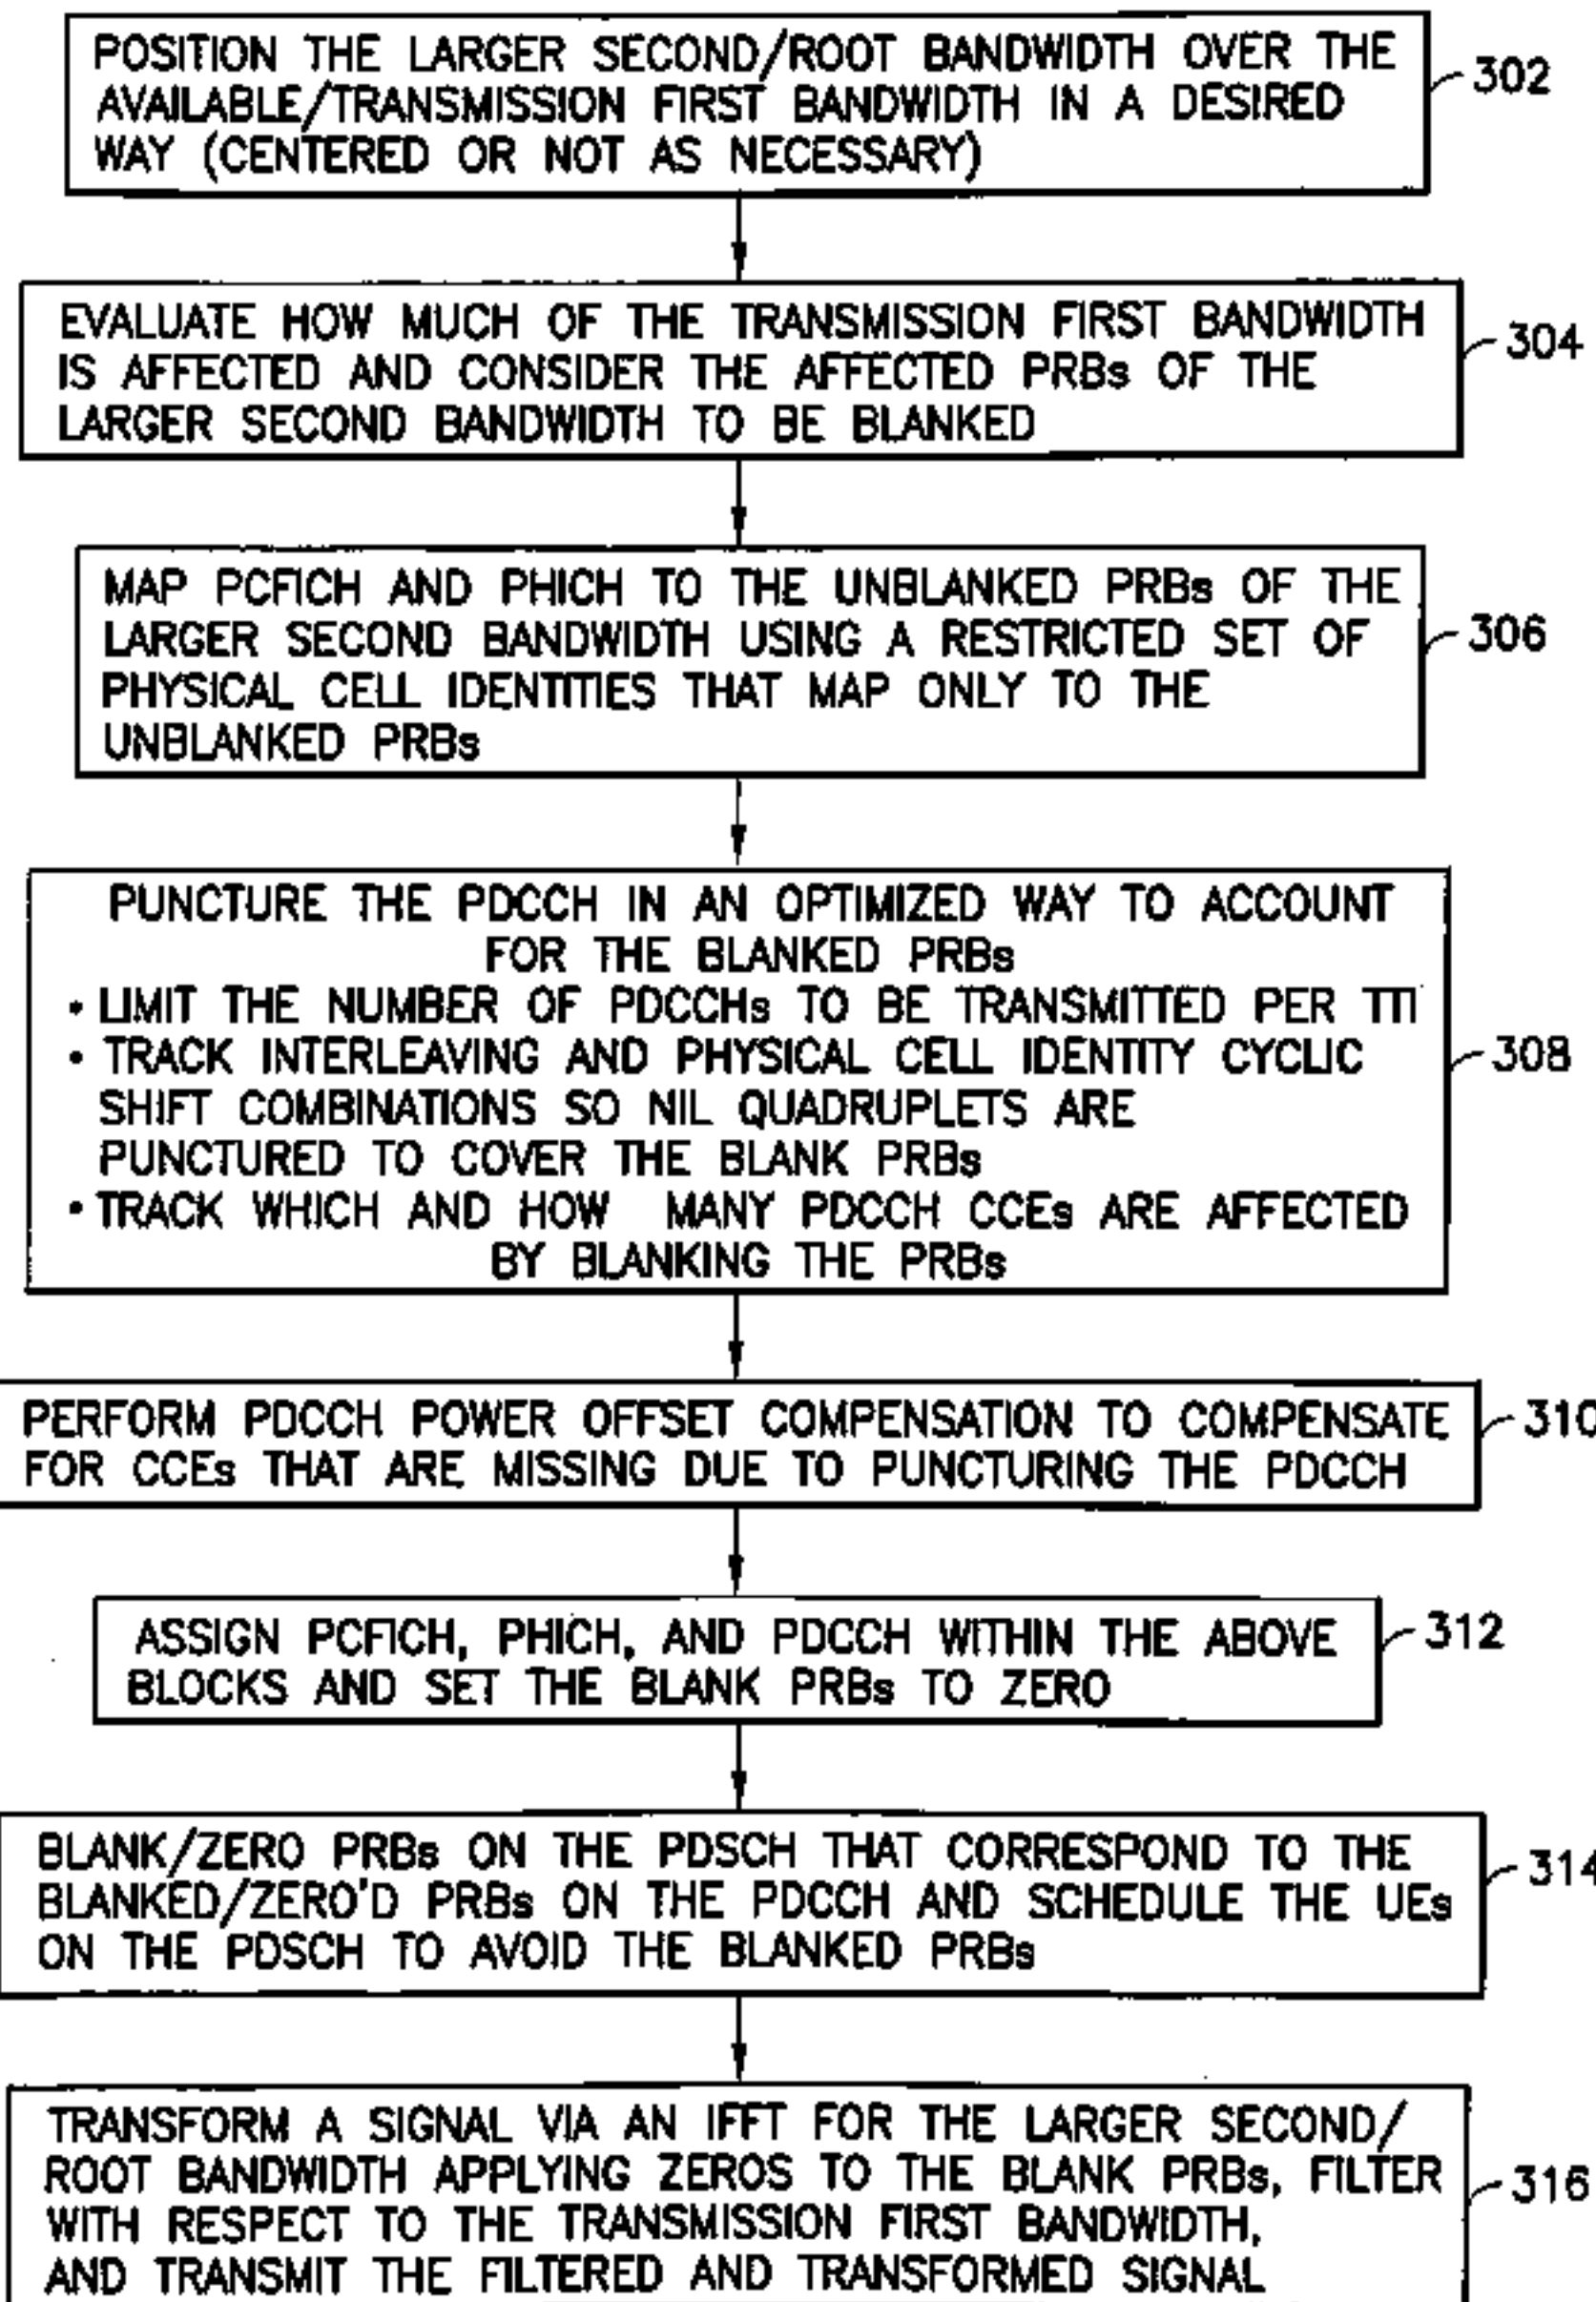 POSITION THE LARGER SECOND/ROOT BANDWIDTH OVER THE
AVAILABLE/TRANSMISSION FIRST BANDWIDTH IN A DESIRED
WAY (CENTERED OR NOT AS NECESSARY)
302
EVALUATE HOW MUCH OF THE TRANSMISSION FIRST BANDWIDTH
IS AFFECTED AND CONSIDER THE AFFECTED PRBs OF THE
LARGER SECOND BANDWIDTH TO BE BLANKED
304
MAP PCFICH AND PHICH TO THE UNBLANKED PRBs OF THE
LARGER SECOND BANDWIDTH USING A RESTRICTED SET OF
PHYSICAL CELL IDENTITIES THAT MAP ONLY TO THE
UNBLANKED PRBs
306
PUNCTURE THE PDCCH IN AN OPTIMIZED WAY TO ACCOUNT
FOR THE BLANKED PRBs
• LIMIT THE NUMBER OF PDCCHs TO BE TRANSMITTED PER TTI
• TRACK INTERLEAVING AND PHYSICAL CELL IDENTITY CYCLIC
SHIFT COMBINATIONS SO NIL QUADRUPLETS ARE
PUNCTURED TO COVER THE BLANK PRBs
• TRACK WHICH AND HOW MANY PDCCH CCEs ARE AFFECTED
BY BLANKING THE PRBs
308
PERFORM PDCCH POWER OFFSET COMPENSATION TO COMPENSATE
FOR CCEs THAT ARE MISSING DUE TO PUNCTURING THE PDCCH
310
ASSIGN PCFICH, PHICH, AND PDCCH WITHIN THE ABOVE
BLOCKS AND SET THE BLANK PRBs TO ZERO
312
BLANK/ZERO PRBs ON THE PDSCH THAT CORRESPOND TO THE
BLANKED/ZERO'D PRBs ON THE PDCCH AND SCHEDULE THE UEs
ON THE PDSCH TO AVOID THE BLANKED PRBs
314
TRANSFORM A SIGNAL VIA AN IFFT FOR THE LARGER SECOND/
ROOT BANDWIDTH APPLYING ZEROS TO THE BLANK PRBs, FILTER
WITH RESPECT TO THE TRANSMISSION FIRST BANDWIDTH,
AND TRANSMIT THE FILTERED AND TRANSFORMED SIGNAL
316